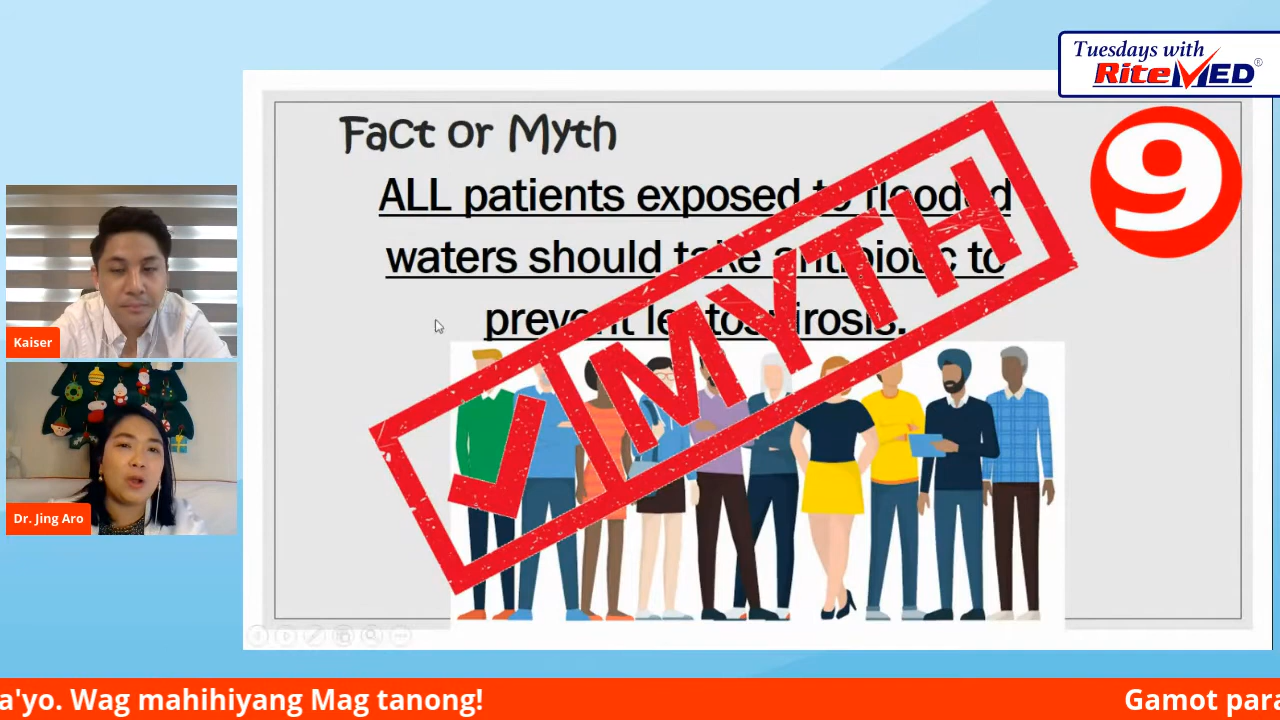 Tuesdays with
RiteMED®
Fact or Myth
9
ALL patients exposed to flooded
waters should take antibiotic to
prevent leptospirosis.
MYTH
Kaiser
Dr. Jing Aro
a'yo. Wag mahihiyang Mag tanong!
Gamot para